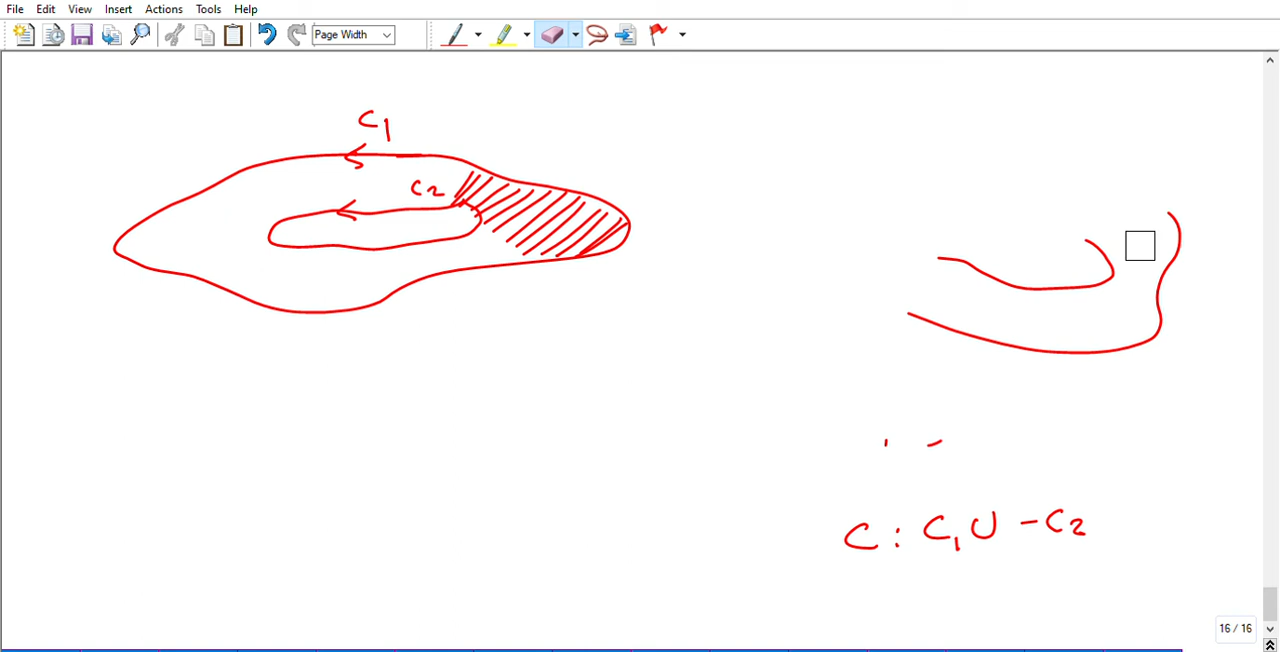 File Edit View Insert Actions Tools Help
Page Width
C1
C2
C : C1 U - C2
16 / 16